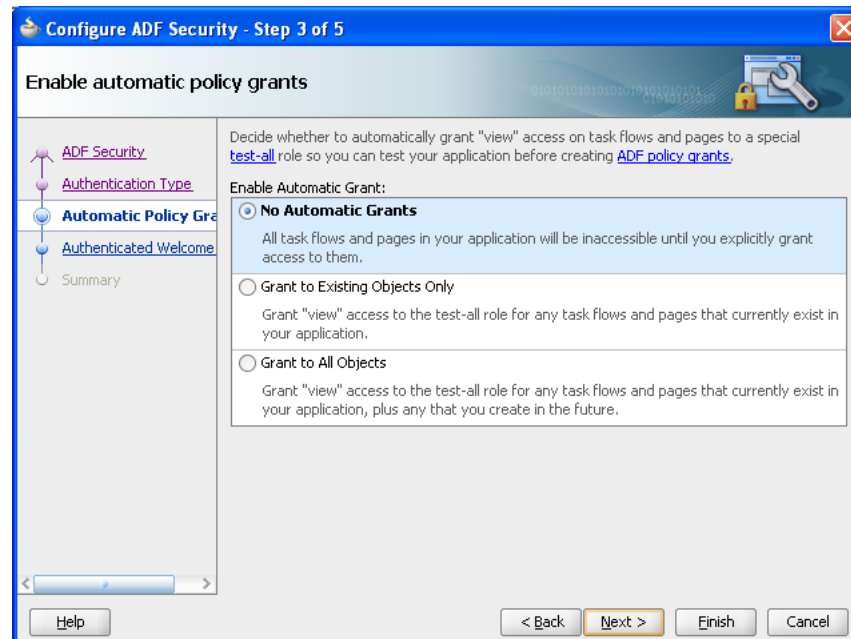 Configure ADF Security - Step 3 of 5
Enable automatic policy grants
ADF Security
Authentication Type
Automatic Policy Gra
Authenticated Welcome
Summary
Decide whether to automatically grant "view" access on task flows and pages to a special
test-all role so you can test your application before creating ADF policy grants.
Enable Automatic Grant:
No Automatic Grants
All task flows and pages in your application will be inaccessible until you explicitly grant
access to them.
Grant to Existing Objects Only
Grant "view" access to the test-all role for any task flows and pages that currently exist in
your application.
Grant to All Objects
Grant "view" access to the test-all role for any task flows and pages that currently exist in
your application, plus any that you create in the future.
Help
< Back
Next >
Finish
Cancel